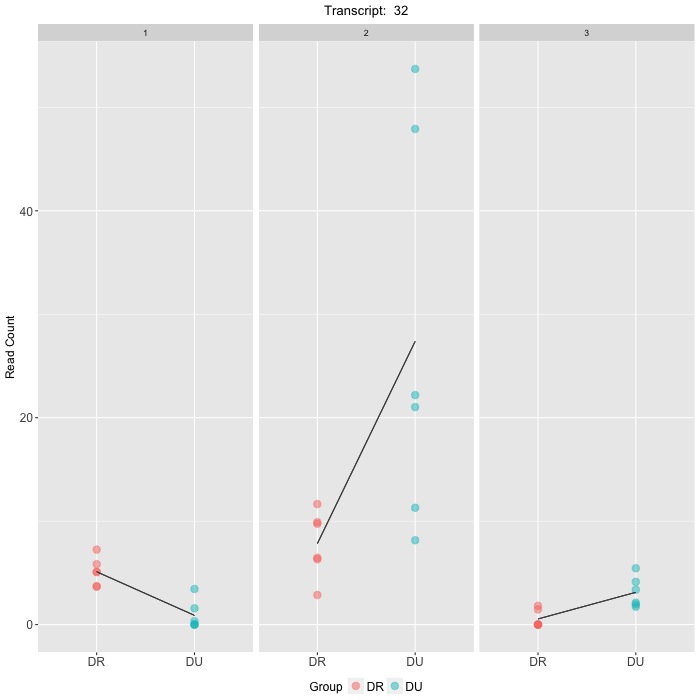 Transcript:  32
1 2 3
Read Count
40
20
0
DR DU DR DU DR DU
Group DR DU